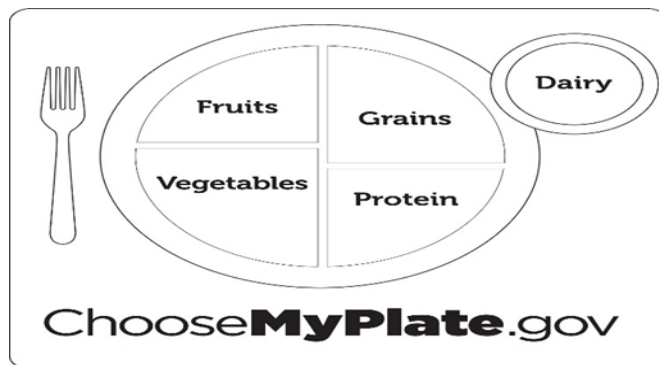 Dairy
Fruits
Grains
Vegetables
Protein
ChooseMyPlate.gov